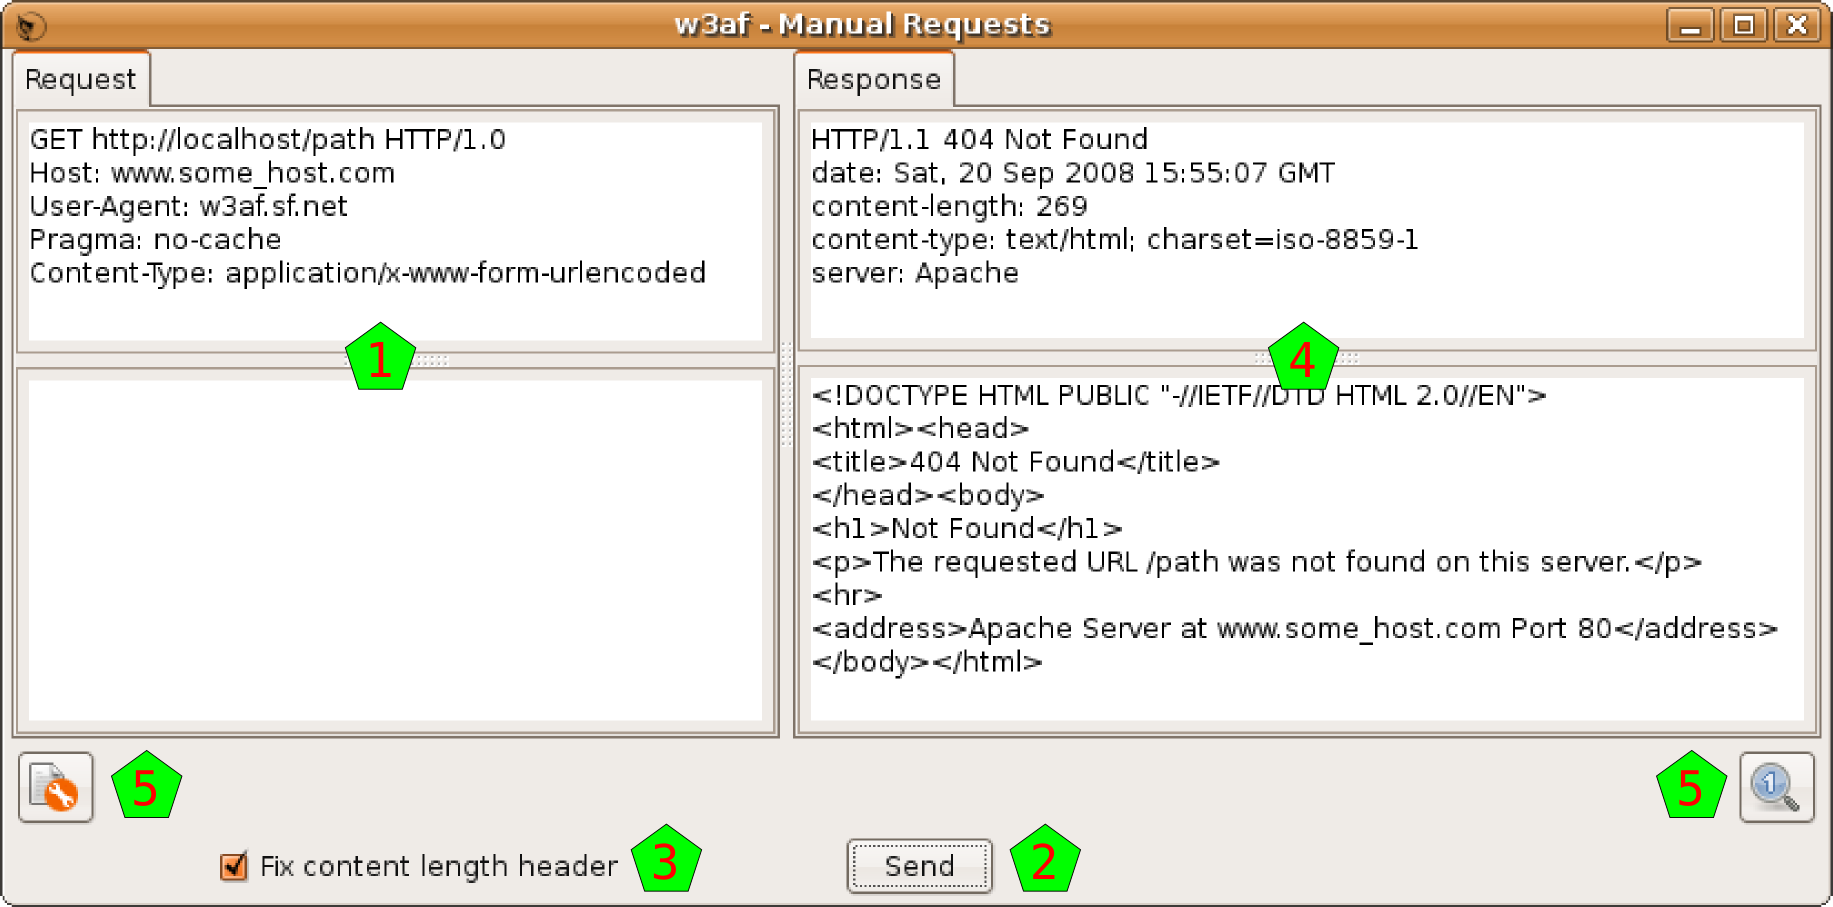 w3af - Manual Requests
Request
GET http://localhost/path HTTP/1.0
Host: www.some_host.com
User-Agent: w3af.sf.net
Pragma: no-cache
Content-Type: application/x-www-form-urlencoded
1
Response
HTTP/1.1 404 Not Found
date: Sat, 20 Sep 2008 15:55:07 GMT
content-length: 269
content-type: text/html; charset=iso-8859-1
server: Apache
4
<!DOCTYPE HTML PUBLIC "-//IETF//DTD HTML 2.0//EN">
<html><head>
<title>404 Not Found</title>
</head><body>
<h1>Not Found</h1>
<p>The requested URL /path was not found on this server.</p>
<hr>
<address>Apache Server at www.some_host.com Port 80</address>
</body></html>
5
5
1
Fix content length header
3
Send
2